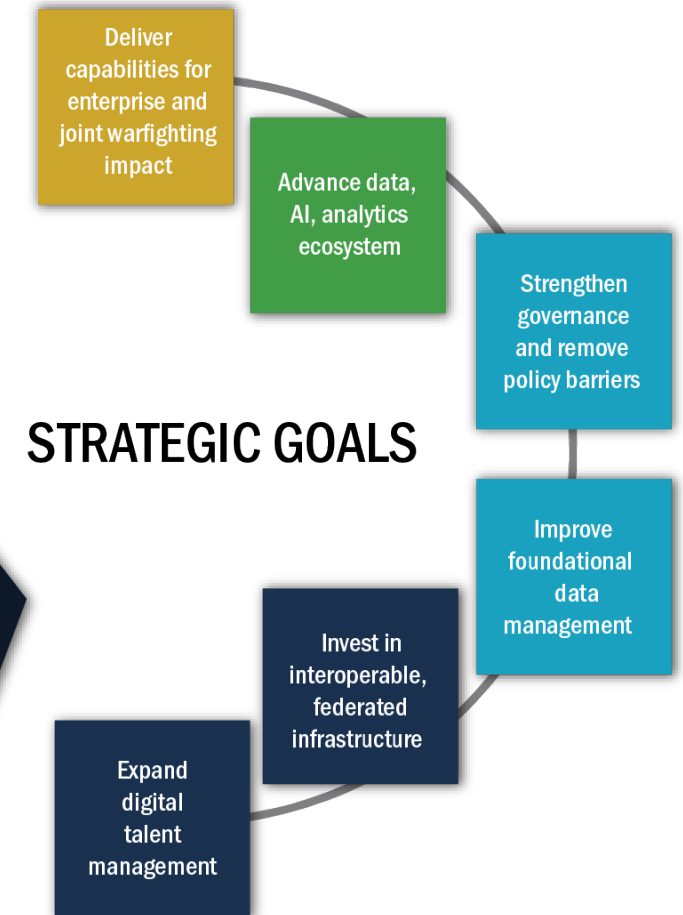 Deliver
capabilities for
enterprise and
joint warfighting
impact
Advance data,
AI, analytics
ecosystem
Strengthen
governance
and remove
policy barriers
STRATEGIC GOALS
Improve
foundational
data
management
Invest in
interoperable,
federated
infrastructure
Expand
digital
talent
management